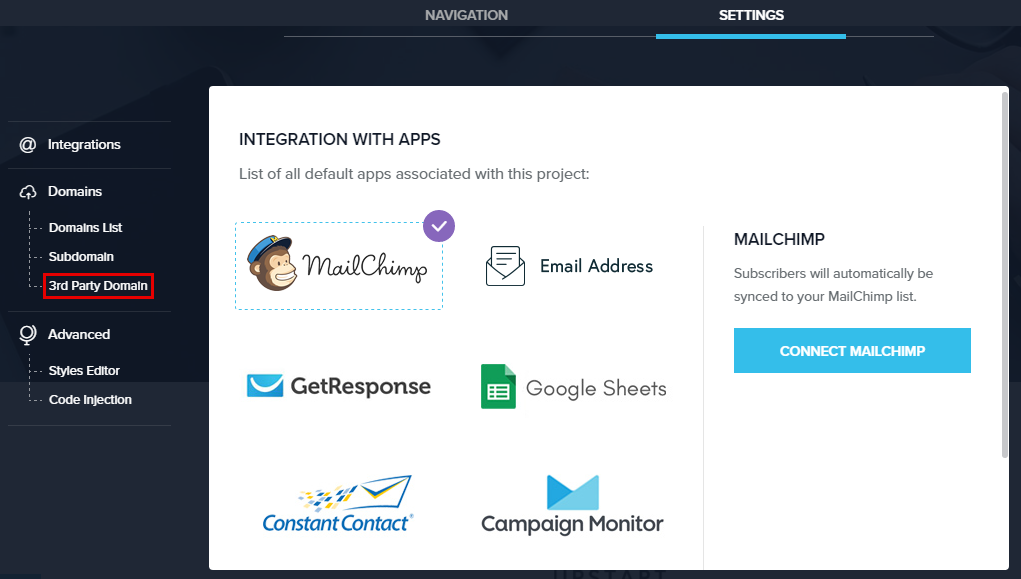 NAVIGATION
SETTINGS
@ Integrations
Domains
Domains List
Subdomain
3rd Party Domain
Advanced
Styles Editor
Code Injection
INTEGRATION WITH APPS
List of all default apps associated with this project:
MailChimp
Email Address
GetResponse
Google Sheets
Constant Contact®
Campaign Monitor
MAILCHIMP
Subscribers will automatically be
synced to your MailChimp list.
CONNECT MAILCHIMP